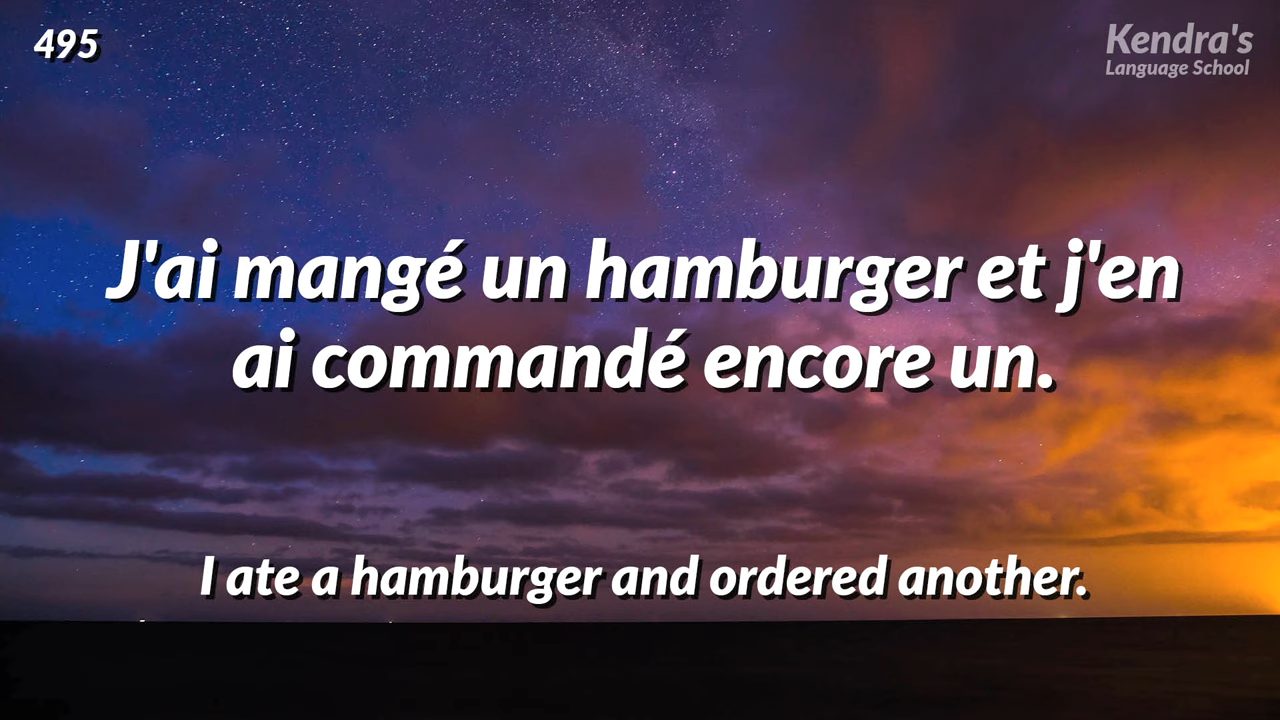 495
Kendra's
Language School
J'ai mangé un hamburger et j'en
ai commandé encore un.
I ate a hamburger and ordered another.